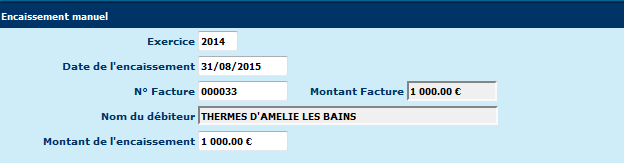 Encaissement manuel
Exercice 2014
Date de l'encaissement 31/08/2015
N° Facture 000033 Montant Facture 1 000.00 €
Nom du débiteur THERMES D'AMELIE LES BAINS
Montant de l'encaissement 1 000.00 €